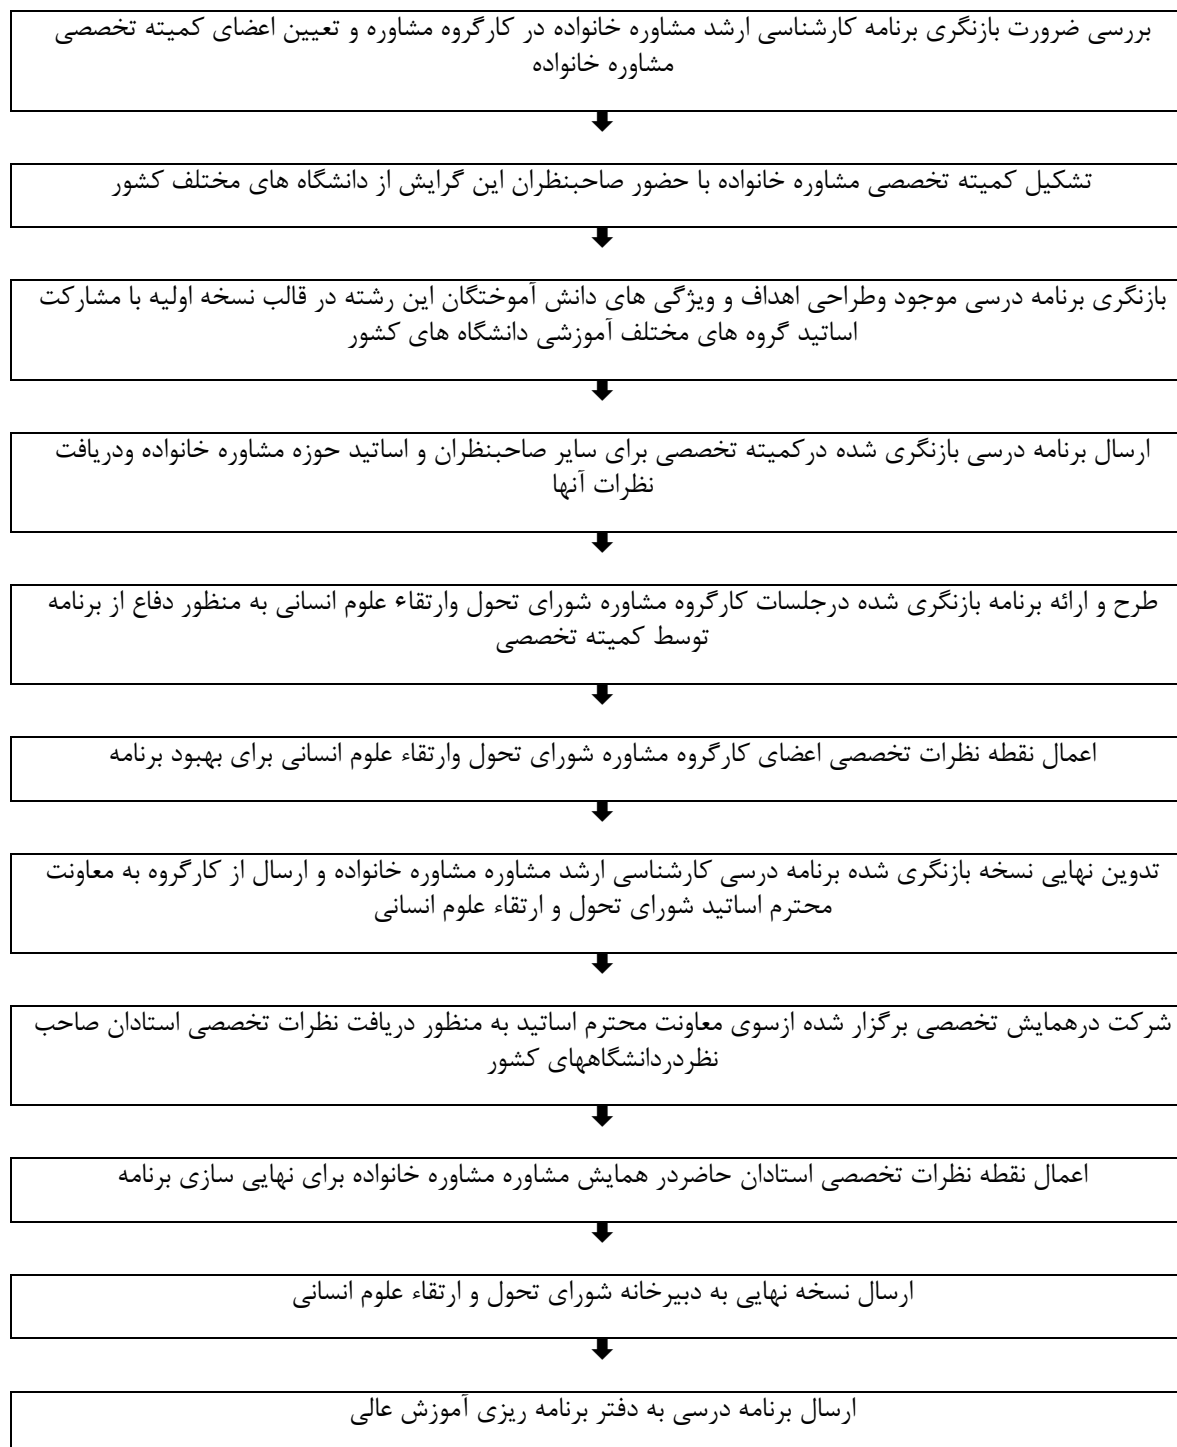 بررسی ضرورت بازنگری برنامه کارشناسی ارشد مشاوره خانواده در کارگروه مشاوره و تعیین اعضای کمیته تخصصی
مشاوره خانواده
تشکیل کمیته تخصصی مشاوره خانواده با حضور صاحبنظران این گرایش از دانشگاه های مختلف کشور
بازنگری برنامه درسی موجود وطراحی اهداف و ویژگی های دانش آموختگان این رشته در قالب نسخه اولیه با مشارکت
اساتید گروه های مختلف آموزشی دانشگاه های کشور
ارسال برنامه درسی بازنگری شده درکمیته تخصصی برای سایر صاحبنظران و اساتید حوزه مشاوره خانواده ودریافت
نظرات آنها
طرح و ارائه برنامه بازنگری شده درجلسات کارگروه مشاوره شورای تحول وارتقاء علوم انسانی به منظور دفاع از برنامه
توسط کمیته تخصصی
اعمال نقطه نظرات تخصصی اعضای کارگروه مشاوره شورای تحول وارتقاء علوم انسانی برای بهبود برنامه
تدوین نهایی نسخه بازنگری شده برنامه درسی کارشناسی ارشد مشاوره مشاوره خانواده و ارسال از کارگروه به معاونت
محترم اساتید شورای تحول و ارتقاء علوم انسانی
شرکت درهمایش تخصصی برگزار شده ازسوی معاونت محترم اساتید به منظور دریافت نظرات تخصصی استادان صاحب
نظردردانشگاههای کشور
اعمال نقطه نظرات تخصصی استادان حاضردر همایش مشاوره مشاوره خانواده برای نهایی سازی برنامه
ارسال نسخه نهایی به دبیرخانه شورای تحول و ارتقاء علوم انسانی
ارسال برنامه درسی به دفتر برنامه ریزی آموزش عالی